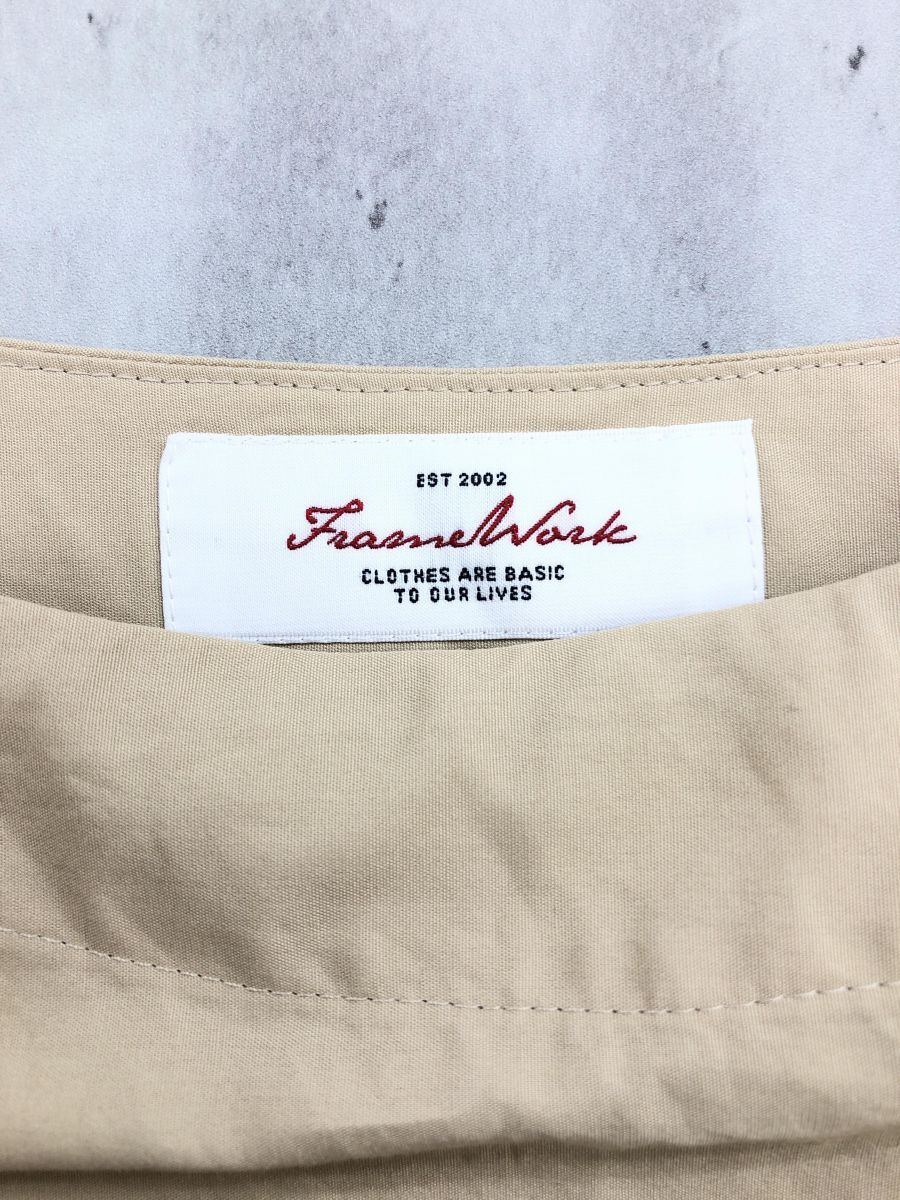 EST 2002
FrameWork
CLOTHES ARE BASIC
TO OUR LIVES